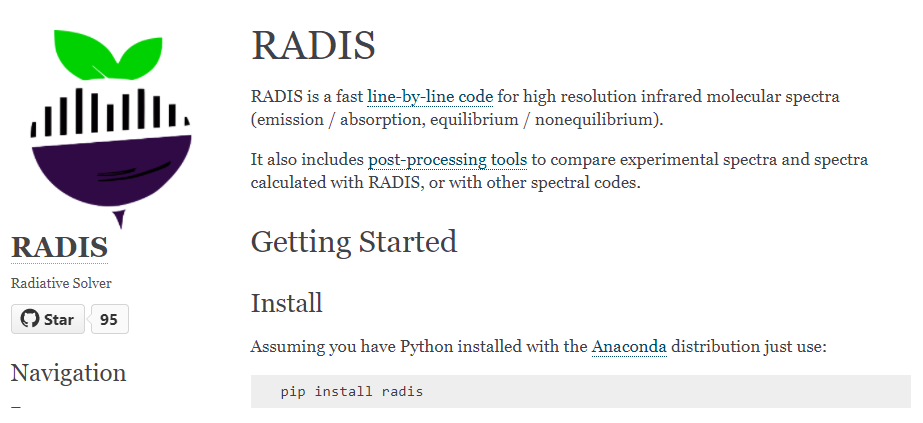 RADIS
Radiative Solver
Star 95
Navigation
RADIS
RADIS is a fast line-by-line code for high resolution infrared molecular spectra
(emission / absorption, equilibrium / nonequilibrium).
It also includes post-processing tools to compare experimental spectra and spectra
calculated with RADIS, or with other spectral codes.
Getting Started
Install
Assuming you have Python installed with the Anaconda distribution just use:
pip install radis